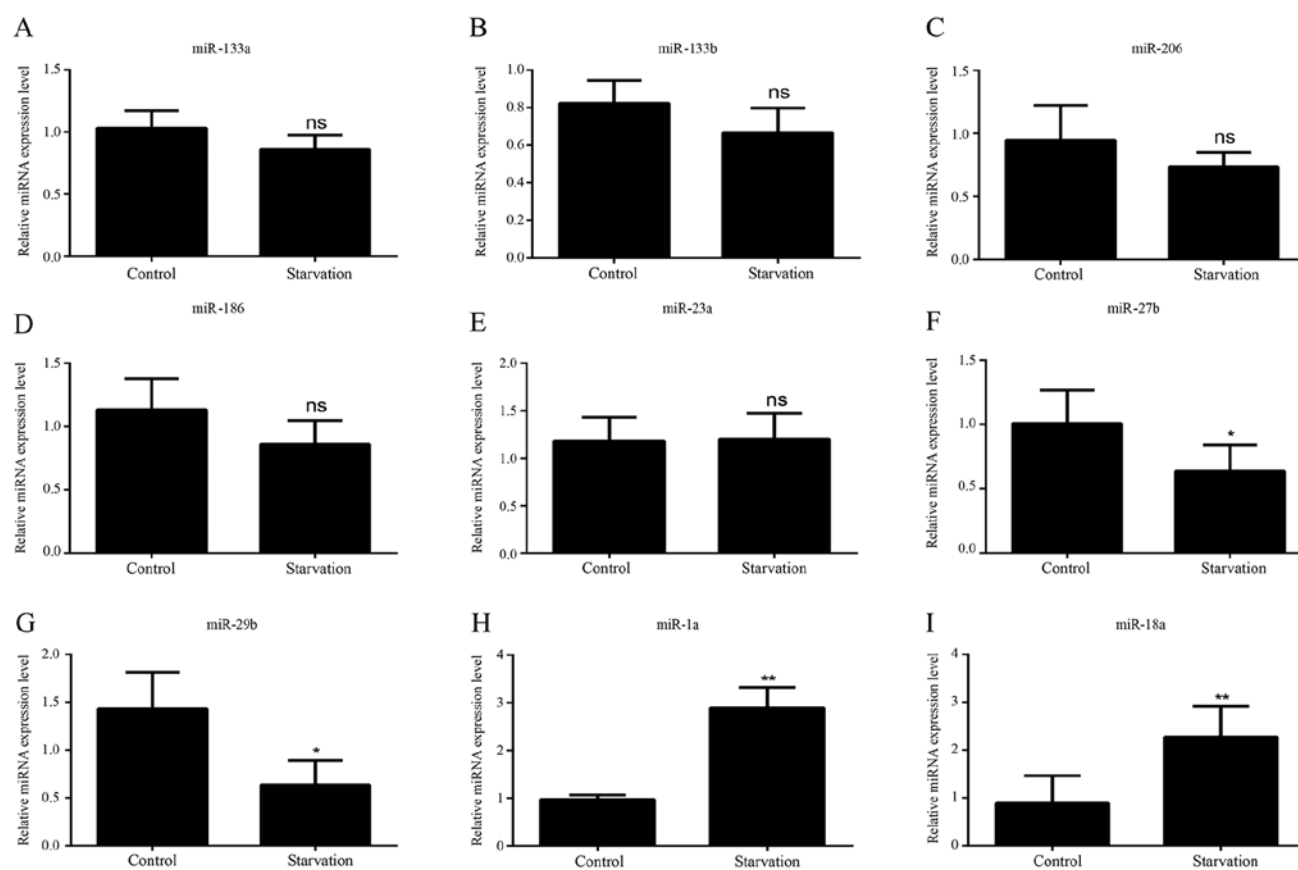 A
miR-133a
Relative miRNA expression level
1.5
1.0
0.5
0.0
ns
Control
Starvation
B
miR-133b
Relative miRNA expression level
1.0
0.8
0.6
0.4
0.2
0.0
ns
Control
Starvation
C
miR-206
Relative miRNA expression level
1.5
1.0
0.5
0.0
ns
Control
Starvation
D
miR-186
Relative miRNA expression level
1.5
1.0
0.5
0.0
ns
Control
Starvation
E
miR-23a
Relative miRNA expression level
2.0
1.5
1.0
0.5
0.0
ns
Control
Starvation
F
miR-27b
Relative miRNA expression level
1.5
1.0
0.5
0.0
*
Control
Starvation
G
miR-29b
Relative miRNA expression level
2.0
1.5
1.0
0.5
0.0
*
Control
Starvation
H
miR-1a
Relative miRNA expression level
4
3
2
1
0
**
Control
Starvation
I
miR-18a
Relative miRNA expression level
4
3
2
1
0
**
Control
Starvation